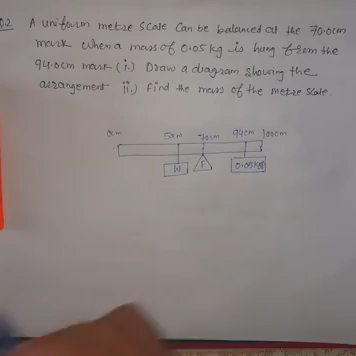 Q2 A uniform metre scale can be balanced at the 70.0cm
mark when a mass of 0.05 kg is hung from the
94.0cm mark (i.) Draw a diagram showing the
arrangement ii.) Find the mass of the metre scale
0cm 50cm 70cm 94cm 100cm
W F 0.05kg